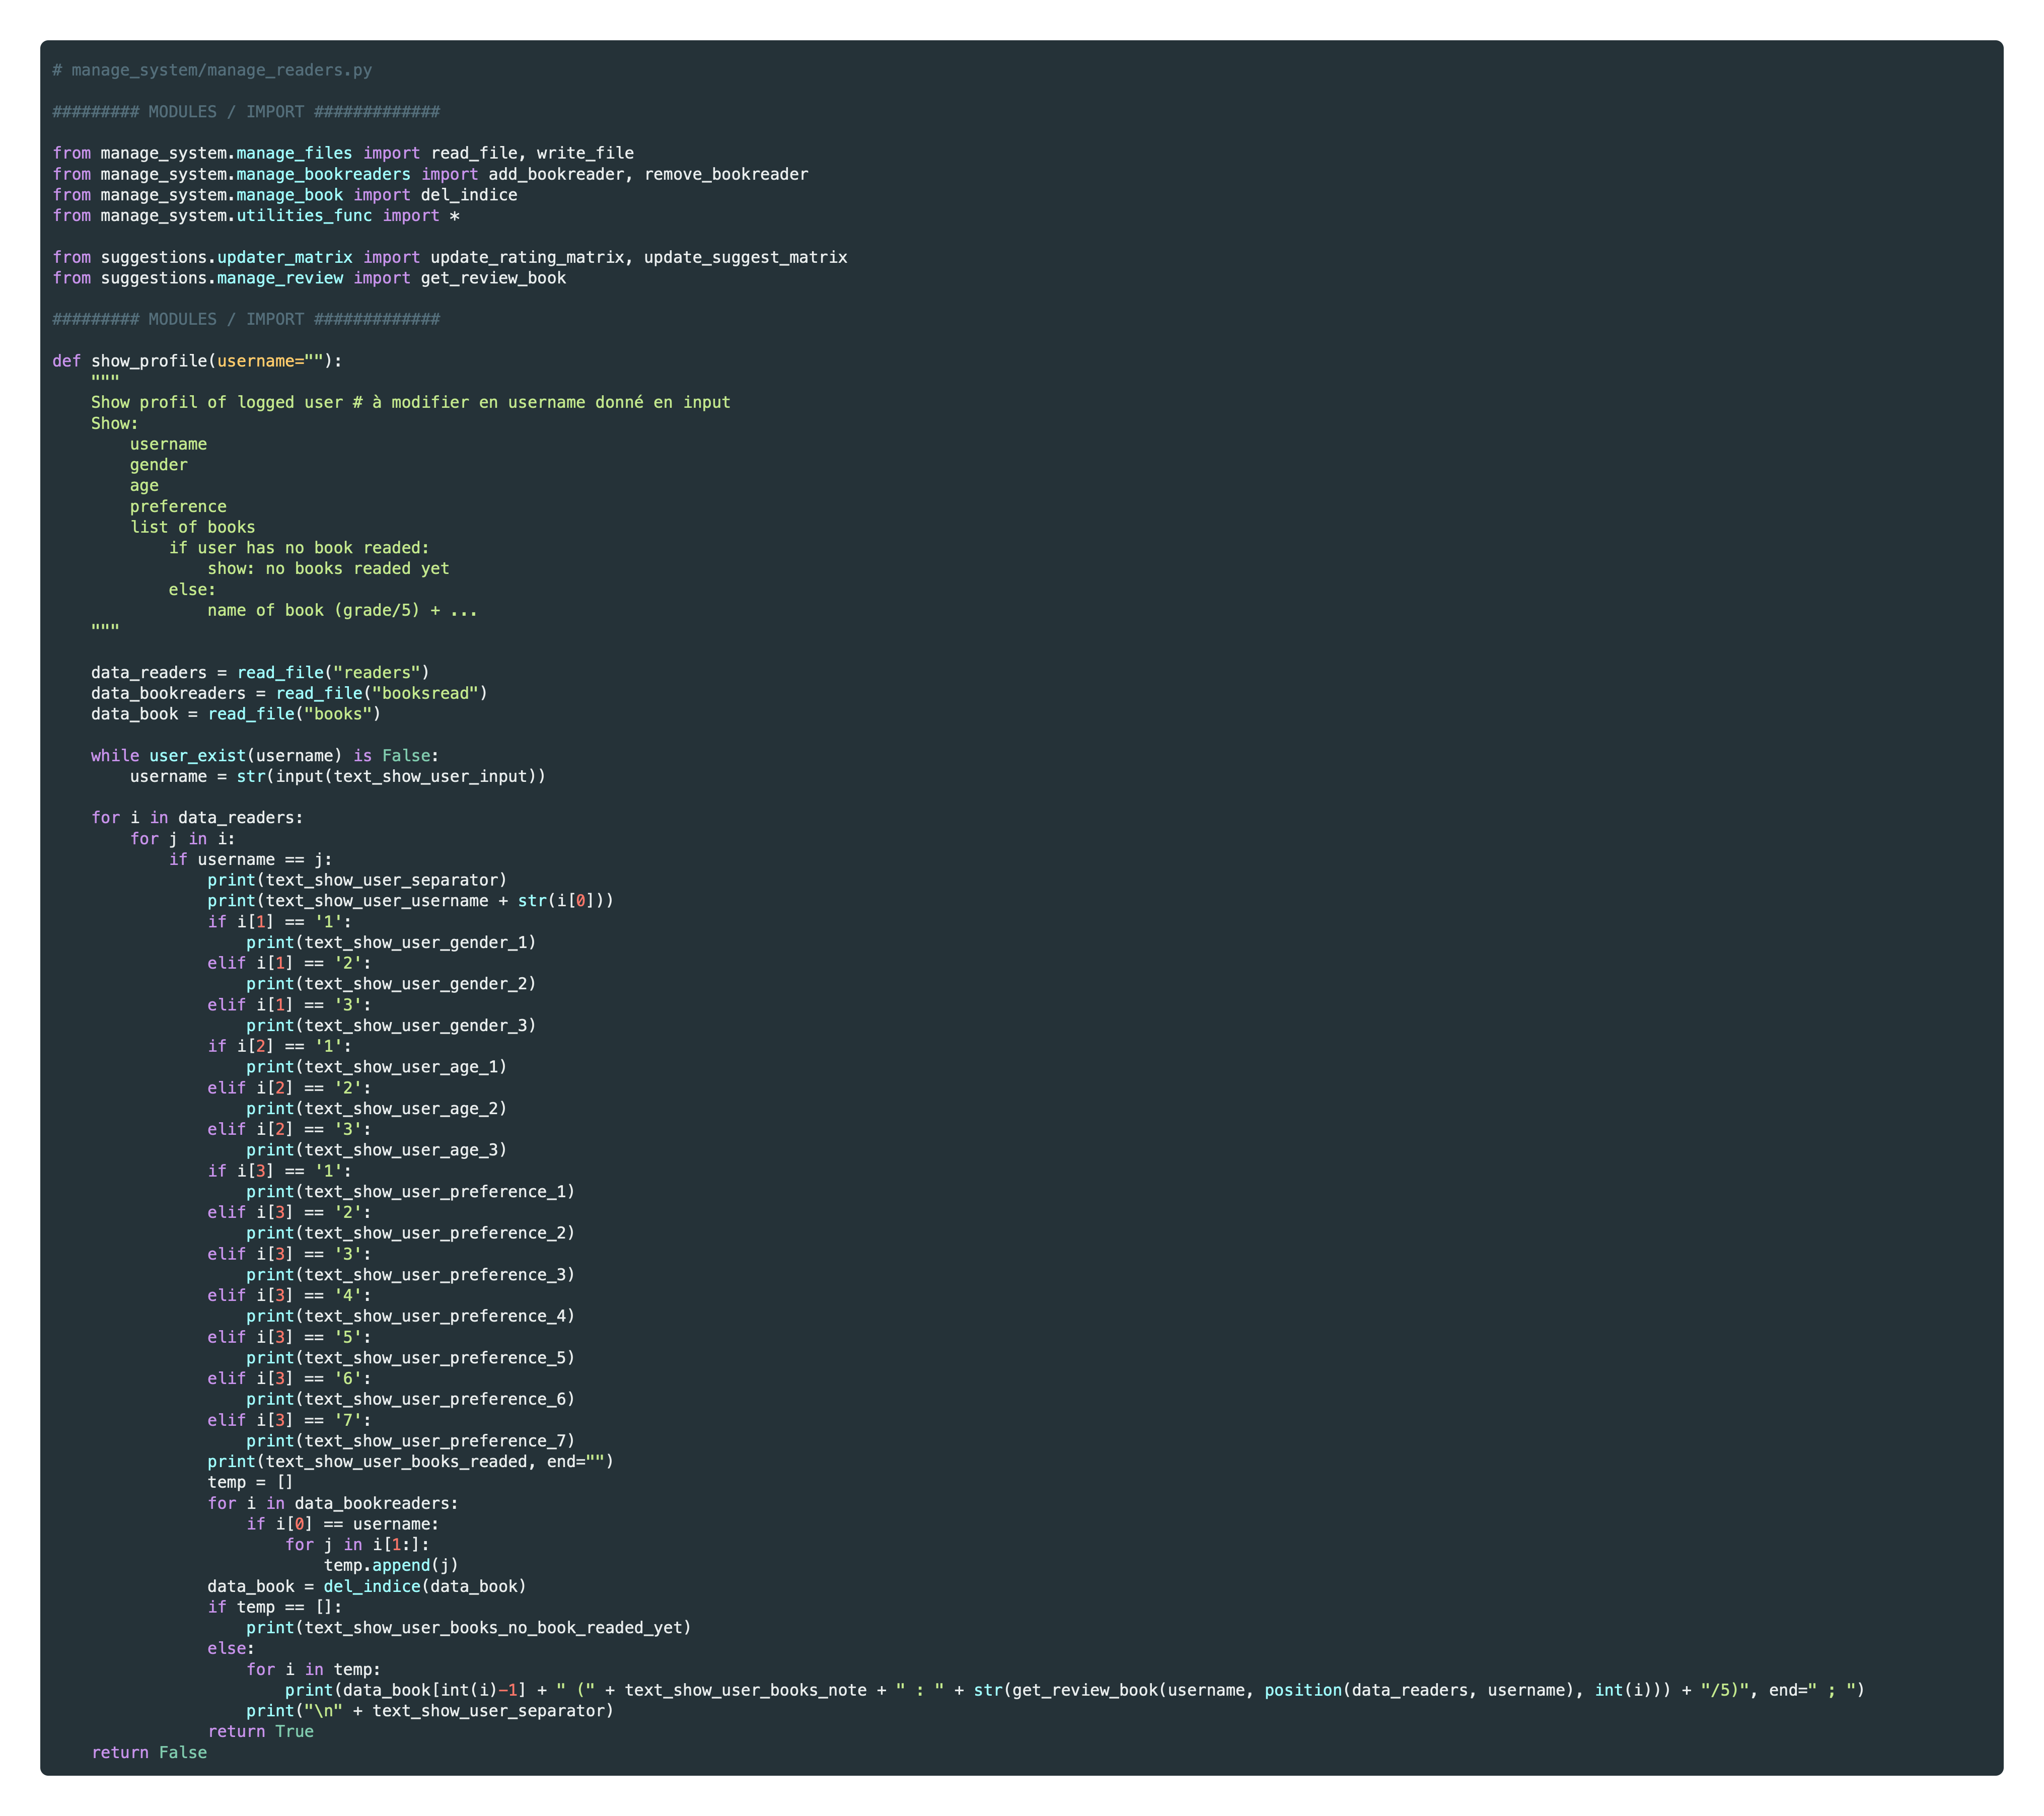 # manage_system/manage_readers.py
######### MODULES / IMPORT #############
from manage_system.manage_files import read_file, write_file
from manage_system.manage_bookreaders import add_bookreader, remove_bookreader
from manage_system.manage_book import del_indice
from manage_system.utilities_func import *
from suggestions.updater_matrix import update_rating_matrix, update_suggest_matrix
from suggestions.manage_review import get_review_book
######### MODULES / IMPORT #############
def show_profile(username=""):
    """
    Show profil of logged user # à modifier en username donné en input
    Show:
        username
        gender
        age
        preference
        list of books
            if user has no book readed:
                show: no books readed yet
            else:
                name of book (grade/5) + ...
    """
    data_readers = read_file("readers")
    data_bookreaders = read_file("booksread")
    data_book = read_file("books")
    while user_exist(username) is False:
        username = str(input(text_show_user_input))
    for i in data_readers:
        for j in i:
            if username == j:
                print(text_show_user_separator)
                print(text_show_user_username + str(i[0]))
                if i[1] == '1':
                    print(text_show_user_gender_1)
                elif i[1] == '2':
                    print(text_show_user_gender_2)
                elif i[1] == '3':
                    print(text_show_user_gender_3)
                if i[2] == '1':
                    print(text_show_user_age_1)
                elif i[2] == '2':
                    print(text_show_user_age_2)
                elif i[2] == '3':
                    print(text_show_user_age_3)
                if i[3] == '1':
                    print(text_show_user_preference_1)
                elif i[3] == '2':
                    print(text_show_user_preference_2)
                elif i[3] == '3':
                    print(text_show_user_preference_3)
                elif i[3] == '4':
                    print(text_show_user_preference_4)
                elif i[3] == '5':
                    print(text_show_user_preference_5)
                elif i[3] == '6':
                    print(text_show_user_preference_6)
                elif i[3] == '7':
                    print(text_show_user_preference_7)
                print(text_show_user_books_readed, end="")
                temp = []
                for i in data_bookreaders:
                    if i[0] == username:
                        for j in i[1:]:
                            temp.append(j)
                data_book = del_indice(data_book)
                if temp == []:
                    print(text_show_user_books_no_book_readed_yet)
                else:
                    for i in temp:
                        print(data_book[int(i)-1] + " (" + text_show_user_books_note + " : " + str(get_review_book(username, position(data_readers, username), int(i))) + "/5)", end=" ; ")
                    print("\n" + text_show_user_separator)
                return True
    return False